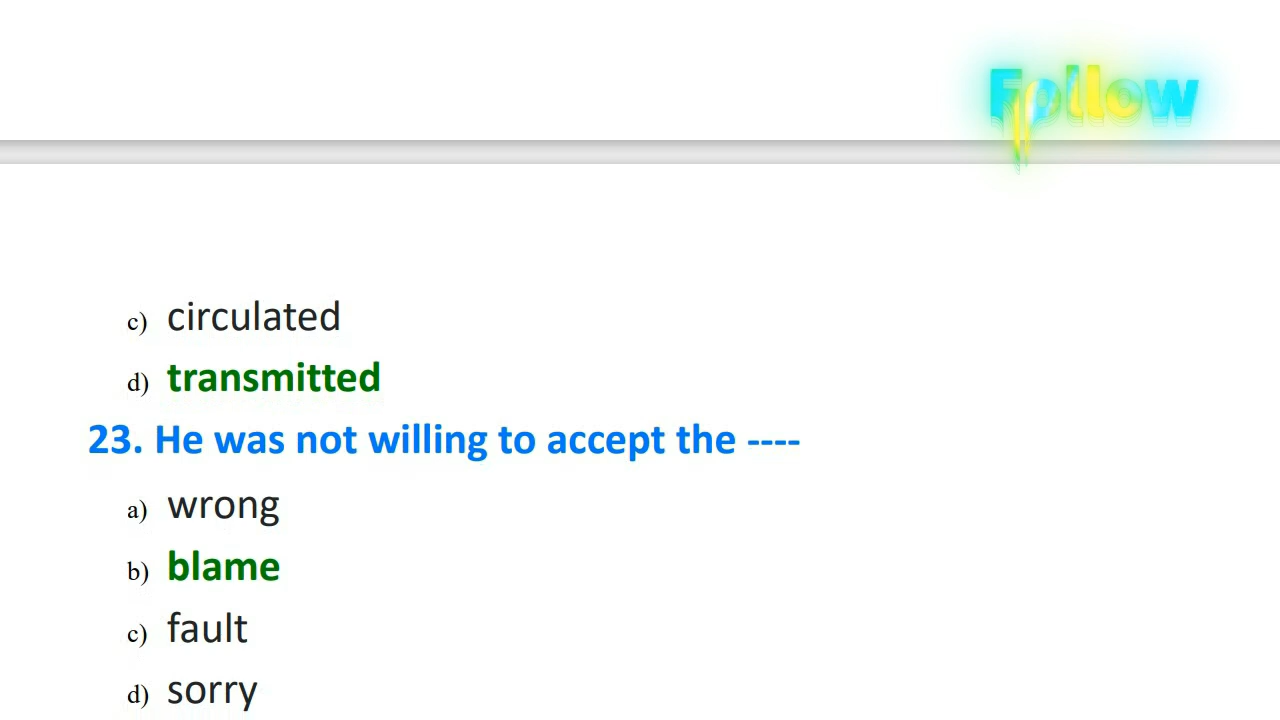 Follow
c) circulated
d) transmitted
23. He was not willing to accept the ----
a) wrong
b) blame
c) fault
d) sorry